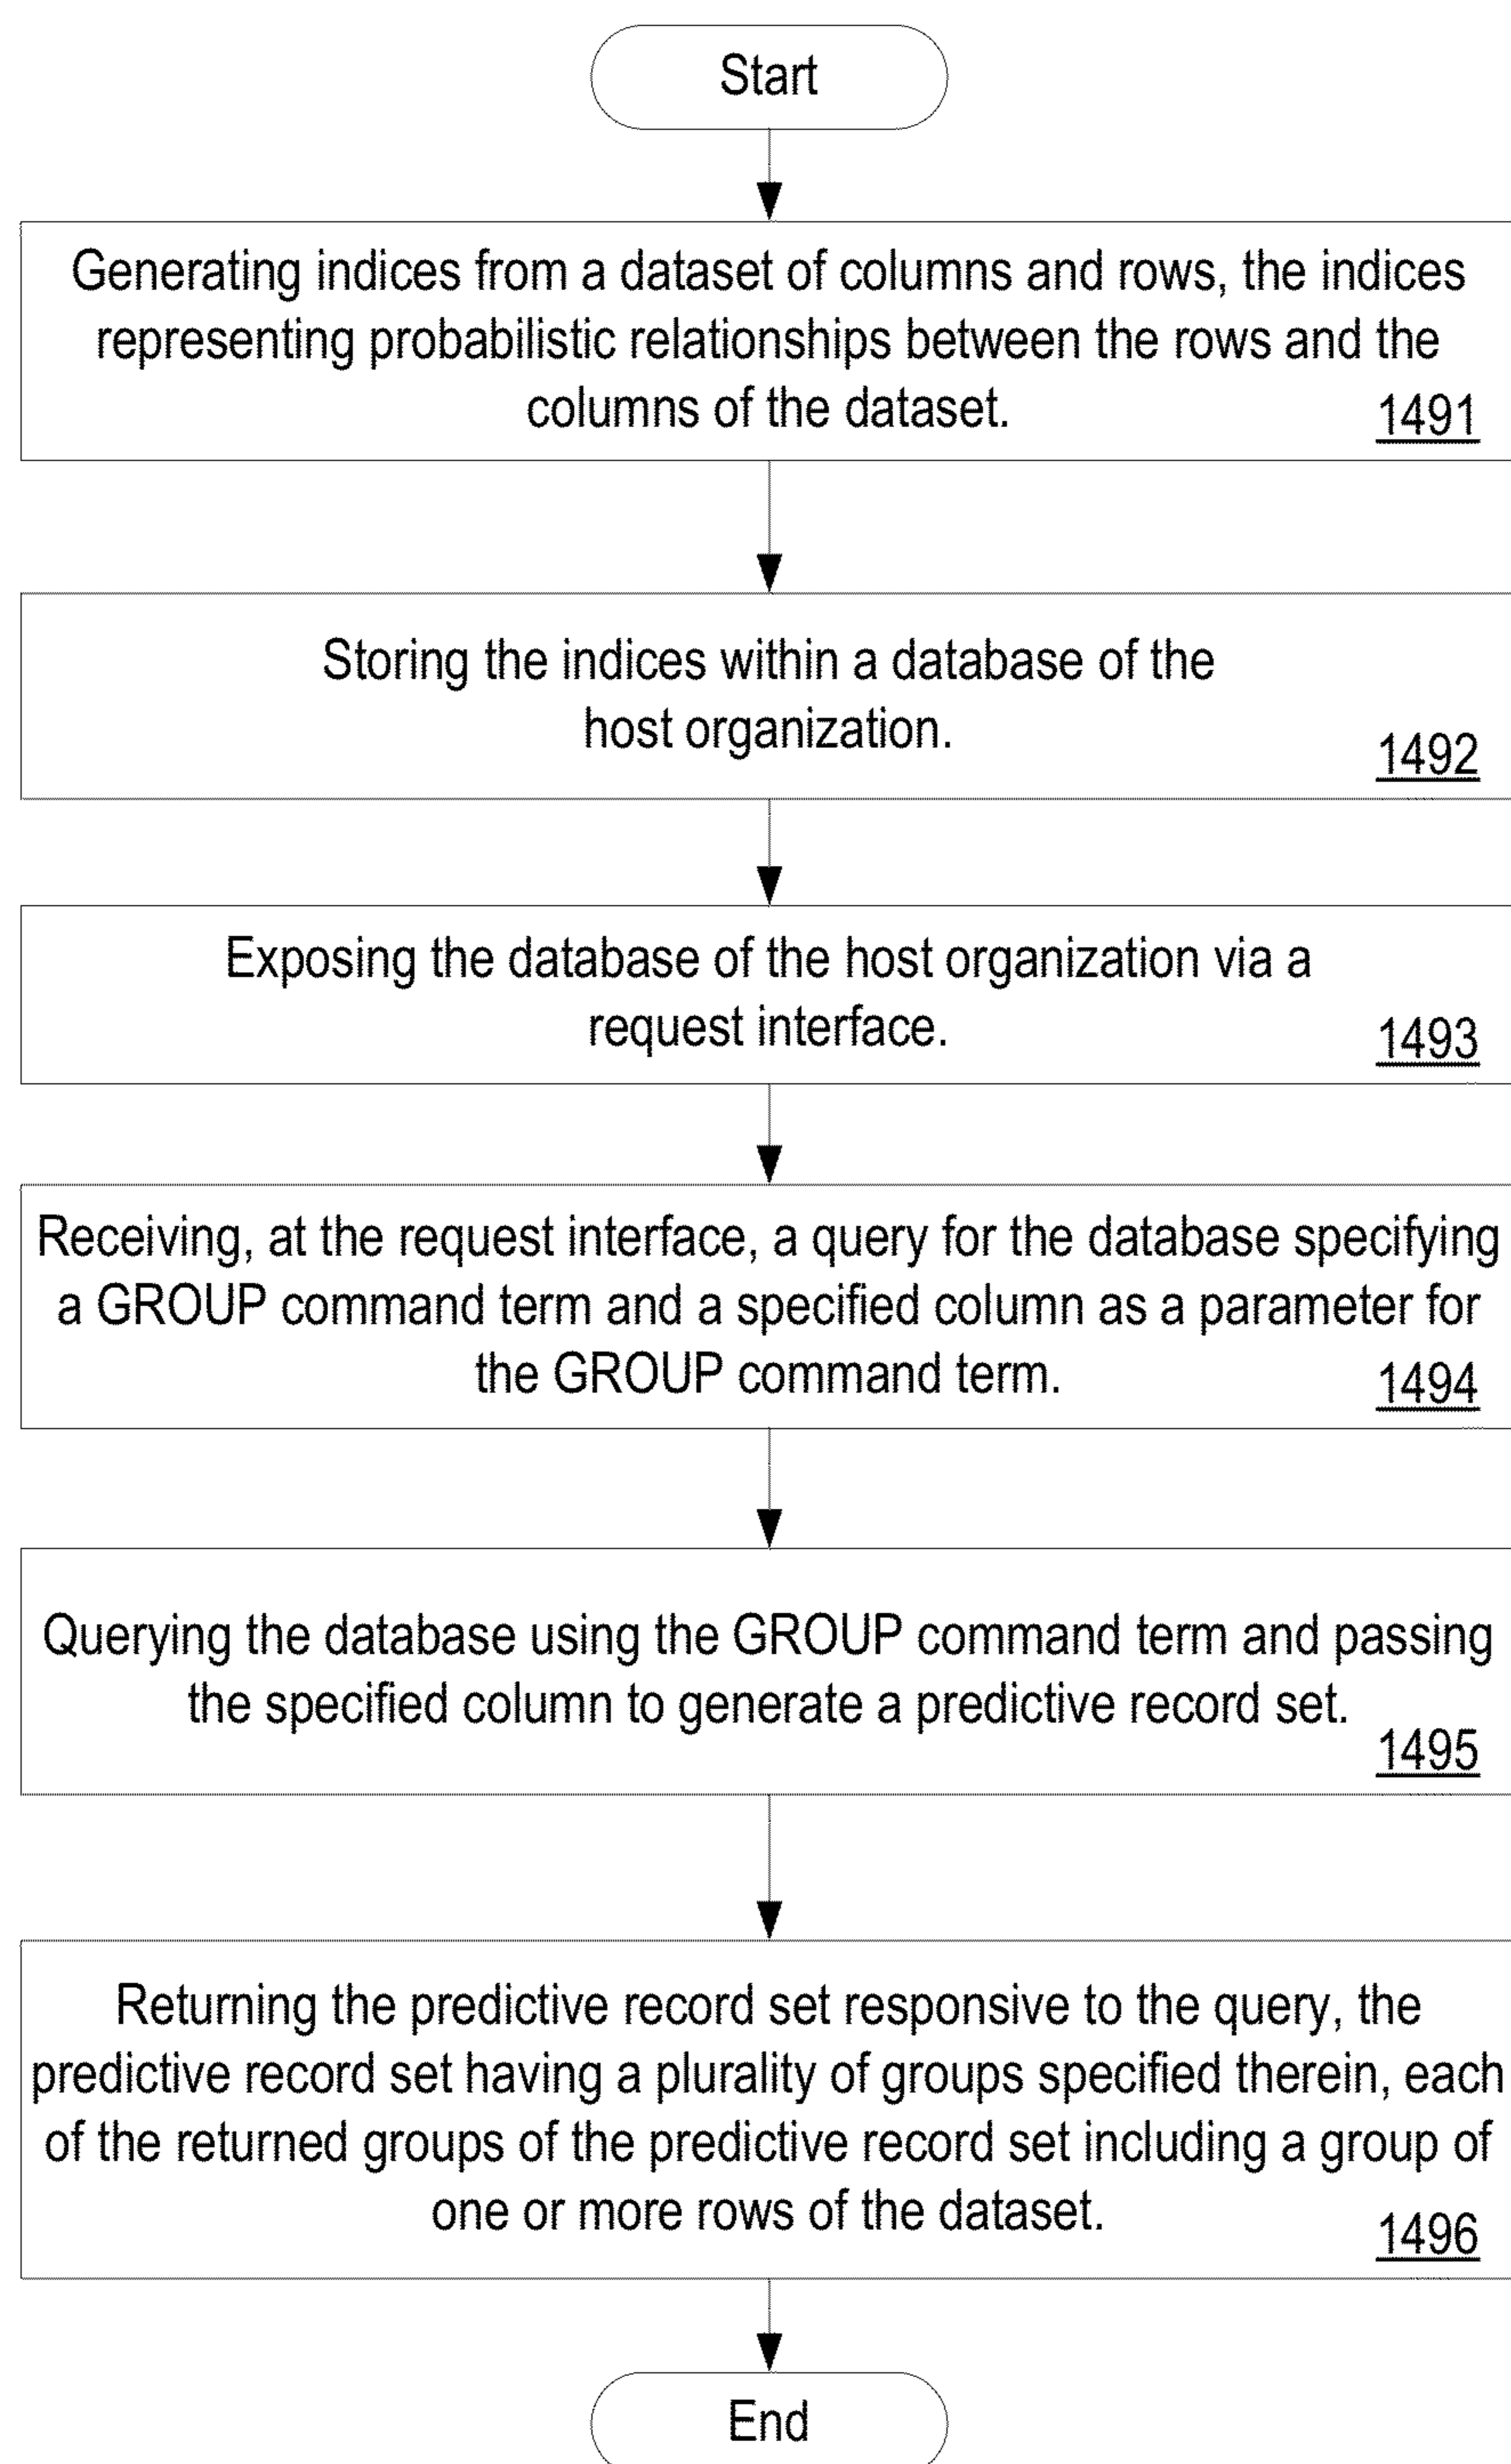 Start
Generating indices from a dataset of columns and rows, the indices
representing probabilistic relationships between the rows and the
columns of the dataset.
1491
Storing the indices within a database of the
host organization.
1492
Exposing the database of the host organization via a
request interface.
1493
Receiving, at the request interface, a query for the database specifying
a GROUP command term and a specified column as a parameter for
the GROUP command term.
1494
Querying the database using the GROUP command term and passing
the specified column to generate a predictive record set.
1495
Returning the predictive record set responsive to the query, the
predictive record set having a plurality of groups specified therein, each
of the returned groups of the predictive record set including a group of
one or more rows of the dataset.
1496
End